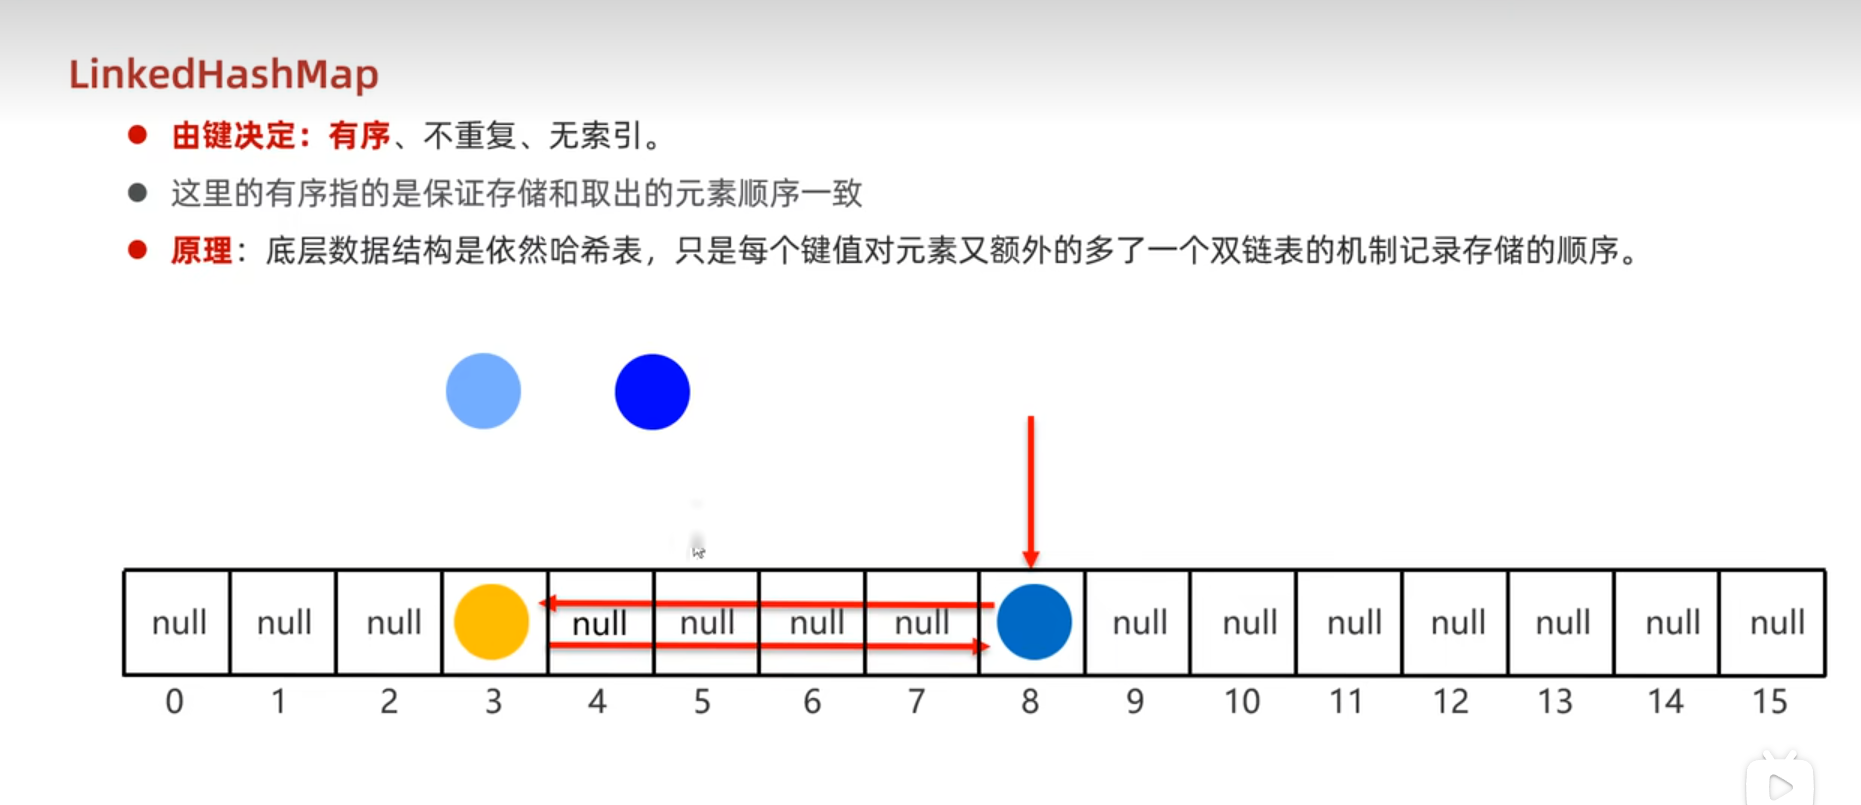 LinkedHashMap
由键决定：有序、不重复、无索引。
这里的有序指的是保证存储和取出的元素顺序一致
原理：底层数据结构是依然哈希表，只是每个键值对元素又额外的多了一个双链表的机制记录存储的顺序。
null null null null null null null null null null null null null null
0 1 2 3 4 5 6 7 8 9 10 11 12 13 14 15